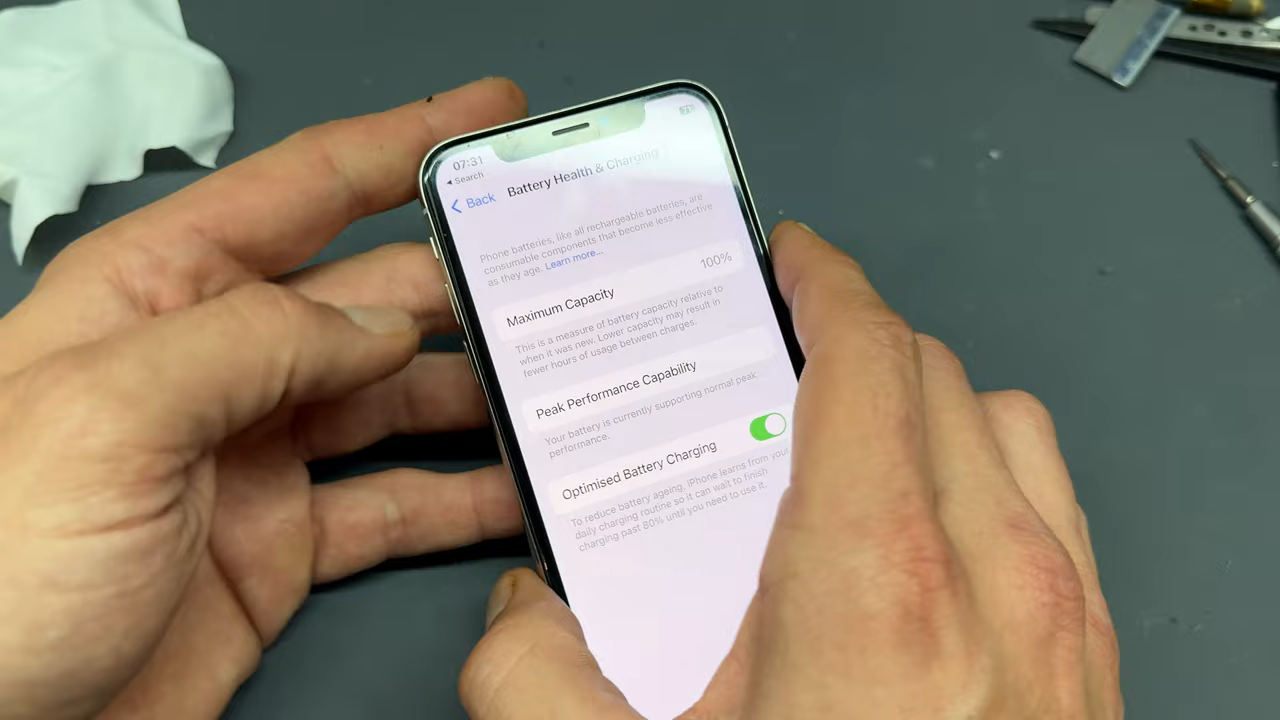 07:31
◂ Search
Back Battery Health & Charging
Phone batteries, like all rechargeable batteries, are
consumable components that become less effective
as they age. Learn more...
Maximum Capacity 100%
This is a measure of battery capacity relative to
when it was new. Lower capacity may result in
fewer hours of usage between charges.
Peak Performance Capability
Your battery is currently supporting normal peak
performance.
Optimised Battery Charging
To reduce battery ageing, iPhone learns from your
daily charging routine so it can wait to finish
charging past 80% until you need to use it.